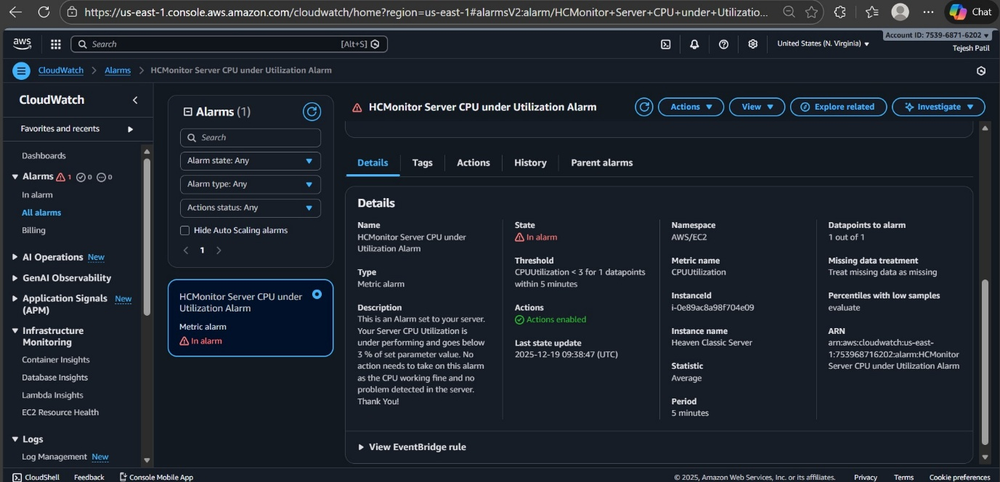 https://us-east-1.console.aws.amazon.com/cloudwatch/home?region=us-east-1#alarmsV2:alarm/HCMonitor+Server+CPU+under+Utilizatio...
Chat
aws
Search
[Alt+S]
United States (N. Virginia)
Account ID: 7539-6871-6202
Tejesh Patil
CloudWatch
Alarms
HCMonitor Server CPU under Utilization Alarm
CloudWatch
Favorites and recents
Dashboards
Alarms 1 0 0
In alarm
All alarms
Billing
AI Operations New
GenAI Observability
Application Signals New
(APM)
Infrastructure
Monitoring
Container Insights
Database Insights
Lambda Insights
EC2 Resource Health
Logs
Log Management New
Alarms (1)
Search
Alarm state: Any
Alarm type: Any
Actions status: Any
Hide Auto Scaling alarms
1
HCMonitor Server CPU under
Utilization Alarm
Metric alarm
In alarm
HCMonitor Server CPU under Utilization Alarm
Actions
View
Explore related
Investigate
Details
Tags
Actions
History
Parent alarms
Details
Name
HCMonitor Server CPU under
Utilization Alarm
Type
Metric alarm
Description
This is an Alarm set to your server.
Your Server CPU Utilization is
under performing and goes below
3 % of set parameter value. No
action needs to take on this alarm
as the CPU working fine and no
problem detected in the server.
Thank You!
State
In alarm
Threshold
CPUUtilization < 3 for 1 datapoints
within 5 minutes
Actions
Actions enabled
Last state update
2025-12-19 09:38:47 (UTC)
Namespace
AWS/EC2
Metric name
CPUUtilization
InstanceId
i-0e89ac8a98f704e09
Instance name
Heaven Classic Server
Statistic
Average
Period
5 minutes
Datapoints to alarm
1 out of 1
Missing data treatment
Treat missing data as missing
Percentiles with low samples
evaluate
ARN
arn:aws:cloudwatch:us-east-
1:753968716202:alarm:HCMonitor
Server CPU under Utilization Alarm
View EventBridge rule
CloudShell
Feedback
Console Mobile App
© 2025, Amazon Web Services, Inc. or its affiliates.
Privacy
Terms
Cookie preferences